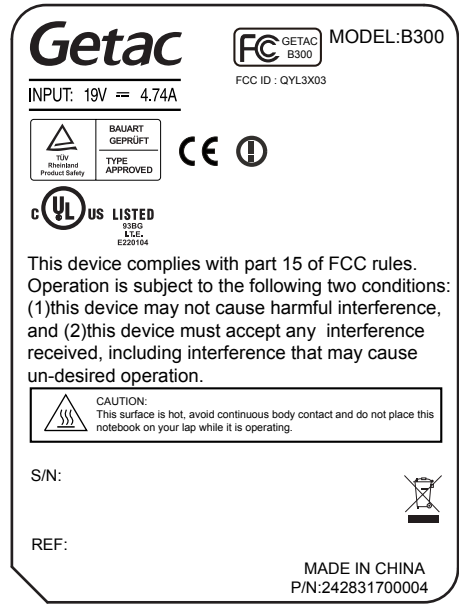 Getac
FC GETAC
B300
MODEL:B300
FCC ID : QYL3X03
INPUT: 19V ⎓ 4.74A
TÜV
Rheinland
Product Safety
BAUART
GEPRÜFT
TYPE
APPROVED
CE
C UL US LISTED
93BG
I.T.E.
E220104
This device complies with part 15 of FCC rules.
Operation is subject to the following two conditions:
(1)this device may not cause harmful interference,
and (2)this device must accept any interference
received, including interference that may cause
un-desired operation.
CAUTION:
This surface is hot, avoid continuous body contact and do not place this
notebook on your lap while it is operating.
S/N:
REF:
MADE IN CHINA
P/N:242831700004